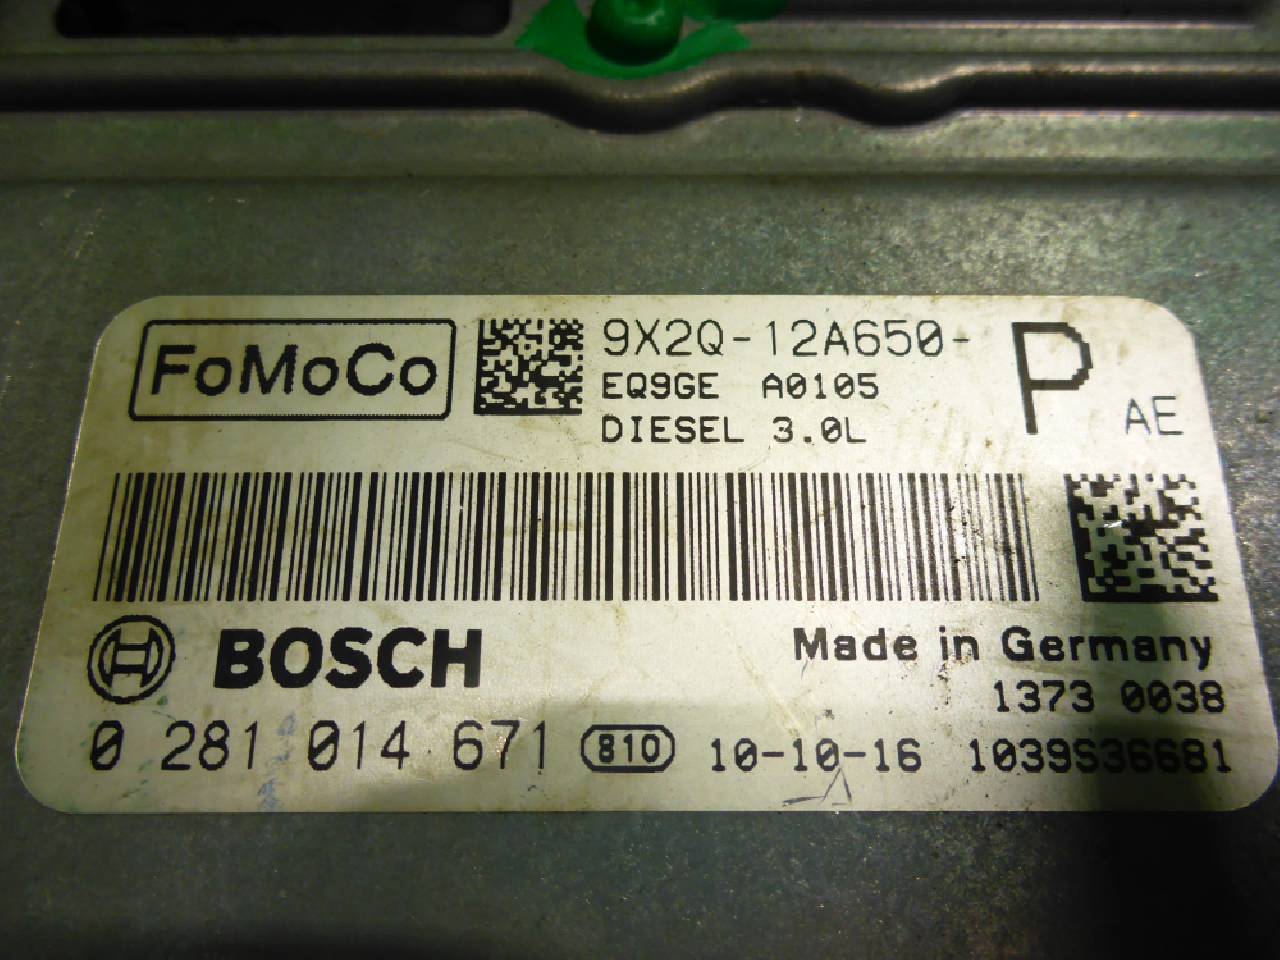 FoMoCo
9X2Q-12A650- P AE
EQ9GE A0105
DIESEL 3.0L
BOSCH
Made in Germany
1373 0038
0 281 014 671 810 10-10-16 1039S36681